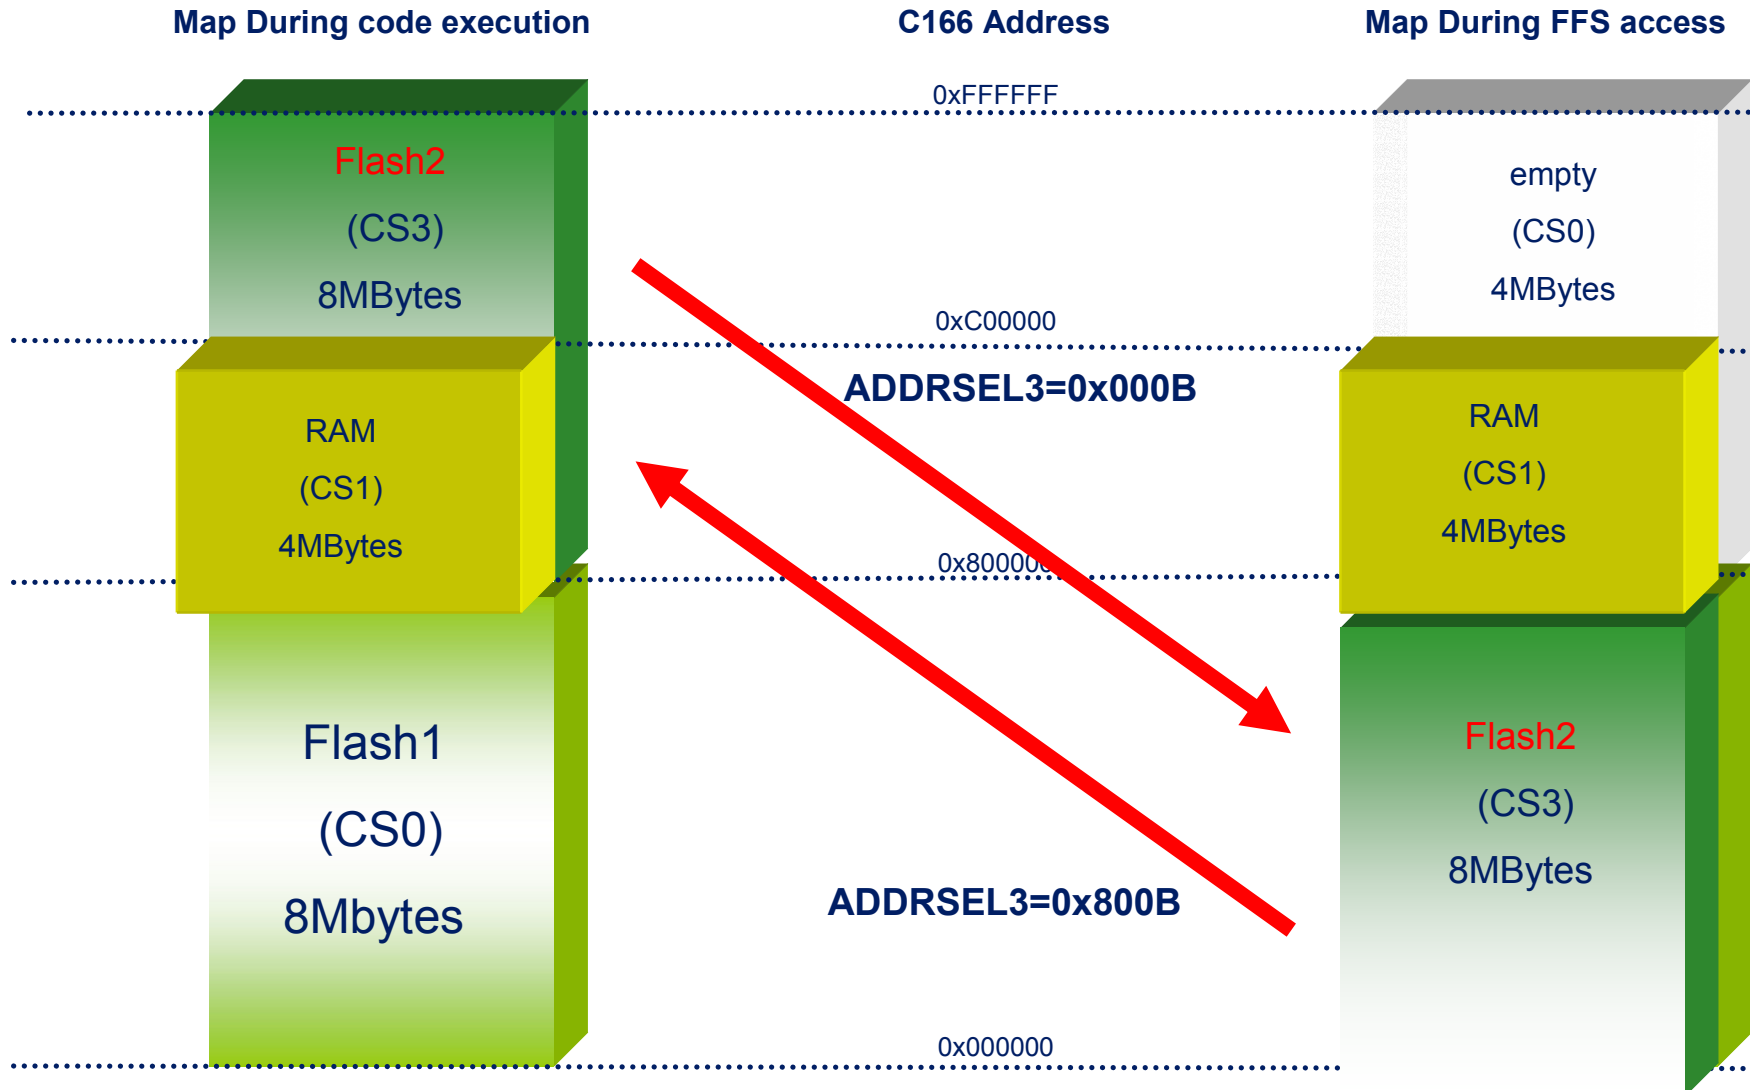 Map During code execution
C166 Address
Map During FFS access
0xFFFFFF
Flash2
(CS3)
8MBytes
empty
(CS0)
4MBytes
0xC00000
ADDRSEL3=0x000B
RAM
(CS1)
4MBytes
RAM
(CS1)
4MBytes
0x800000
Flash1
(CS0)
8Mbytes
Flash2
(CS3)
8MBytes
ADDRSEL3=0x800B
0x000000